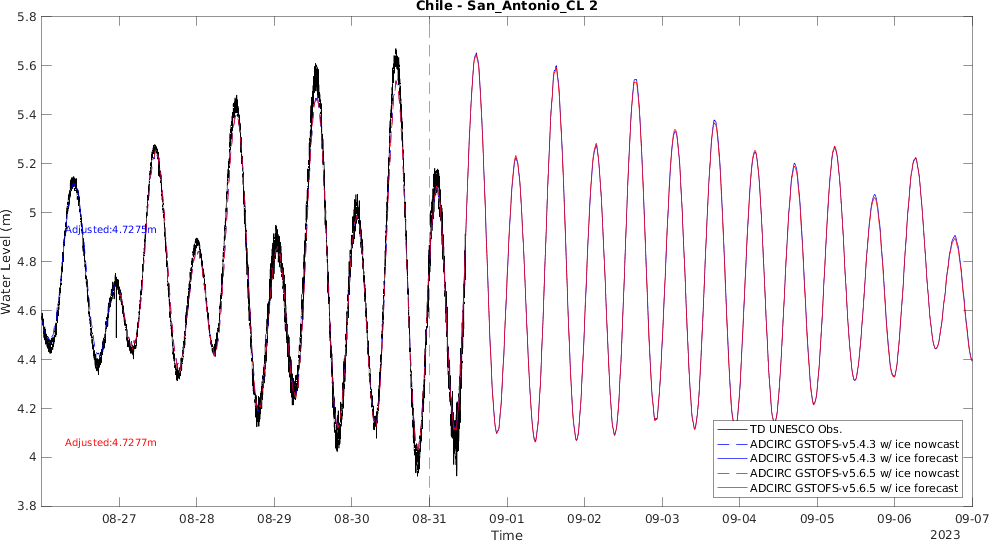 Chile - San_Antonio_CL 2
5.8
5.6
5.4
5.2
5
4.8
4.6
4.4
4.2
4
3.8
Water Level (m)
Adjusted:4.7275m
Adjusted:4.7277m
TD UNESCO Obs.
ADCIRC GSTOFS-v5.4.3 w/ ice nowcast
ADCIRC GSTOFS-v5.4.3 w/ ice forecast
ADCIRC GSTOFS-v5.6.5 w/ ice nowcast
ADCIRC GSTOFS-v5.6.5 w/ ice forecast
08-27 08-28 08-29 08-30 08-31 09-01 09-02 09-03 09-04 09-05 09-06 09-07
Time
2023